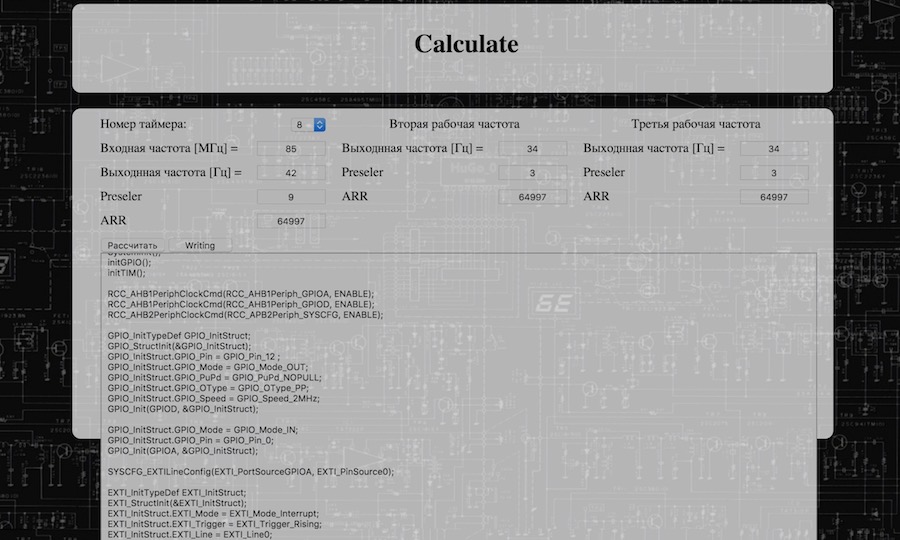 Calculate
Номер таймера: 8 Вторая рабочая частота Третья рабочая частота
Входная частота [МГц] = 85 Выходнная частота [Гц] = 34 Выходнная частота [Гц] = 34
Выходнная частота [Гц] = 42 Preseler 3 Preseler 3
Preseler 9 ARR 64997 ARR 64997
ARR 64997
Рассчитать Writing
initGPIO();
initTIM();
RCC_AHB1PeriphClockCmd(RCC_AHB1Periph_GPIOA, ENABLE);
RCC_AHB1PeriphClockCmd(RCC_AHB1Periph_GPIOD, ENABLE);
RCC_AHB2PeriphClockCmd(RCC_APB2Periph_SYSCFG, ENABLE);
GPIO_InitTypeDef GPIO_InitStruct;
GPIO_StructInit(&GPIO_InitStruct);
GPIO_InitStruct.GPIO_Pin = GPIO_Pin_12 ;
GPIO_InitStruct.GPIO_Mode = GPIO_Mode_OUT;
GPIO_InitStruct.GPIO_PuPd = GPIO_PuPd_NOPULL;
GPIO_InitStruct.GPIO_OType = GPIO_OType_PP;
GPIO_InitStruct.GPIO_Speed = GPIO_Speed_2MHz;
GPIO_Init(GPIOD, &GPIO_InitStruct);
GPIO_InitStruct.GPIO_Mode = GPIO_Mode_IN;
GPIO_InitStruct.GPIO_Pin = GPIO_Pin_0;
GPIO_Init(GPIOA, &GPIO_InitStruct);
SYSCFG_EXTILineConfig(EXTI_PortSourceGPIOA, EXTI_PinSource0);
EXTI_InitTypeDef EXTI_InitStruct;
EXTI_StructInit(&EXTI_InitStruct);
EXTI_InitStruct.EXTI_Mode = EXTI_Mode_Interrupt;
EXTI_InitStruct.EXTI_Trigger = EXTI_Trigger_Rising;
EXTI_InitStruct.EXTI_Line = EXTI_Line0;